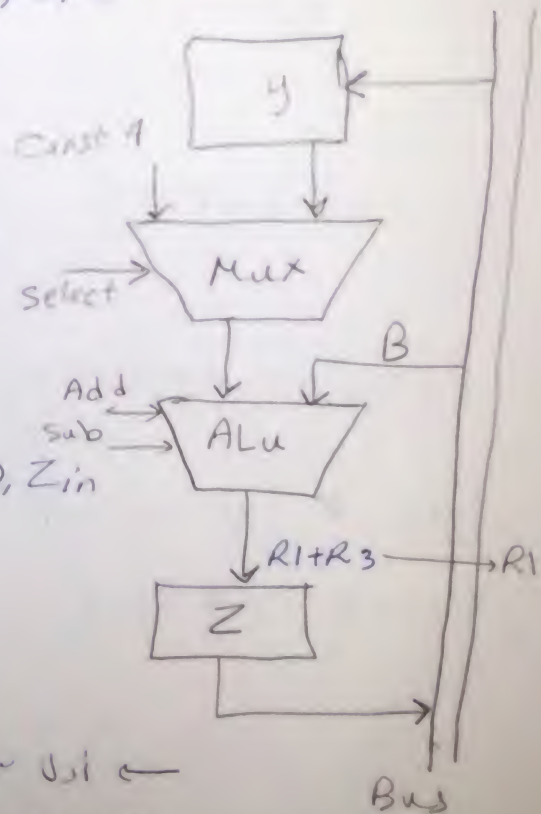 y
Const 4
Mux
Select
B
Add
Sub
ALu
, Zin
R1+R3 → R1
Z
Bus